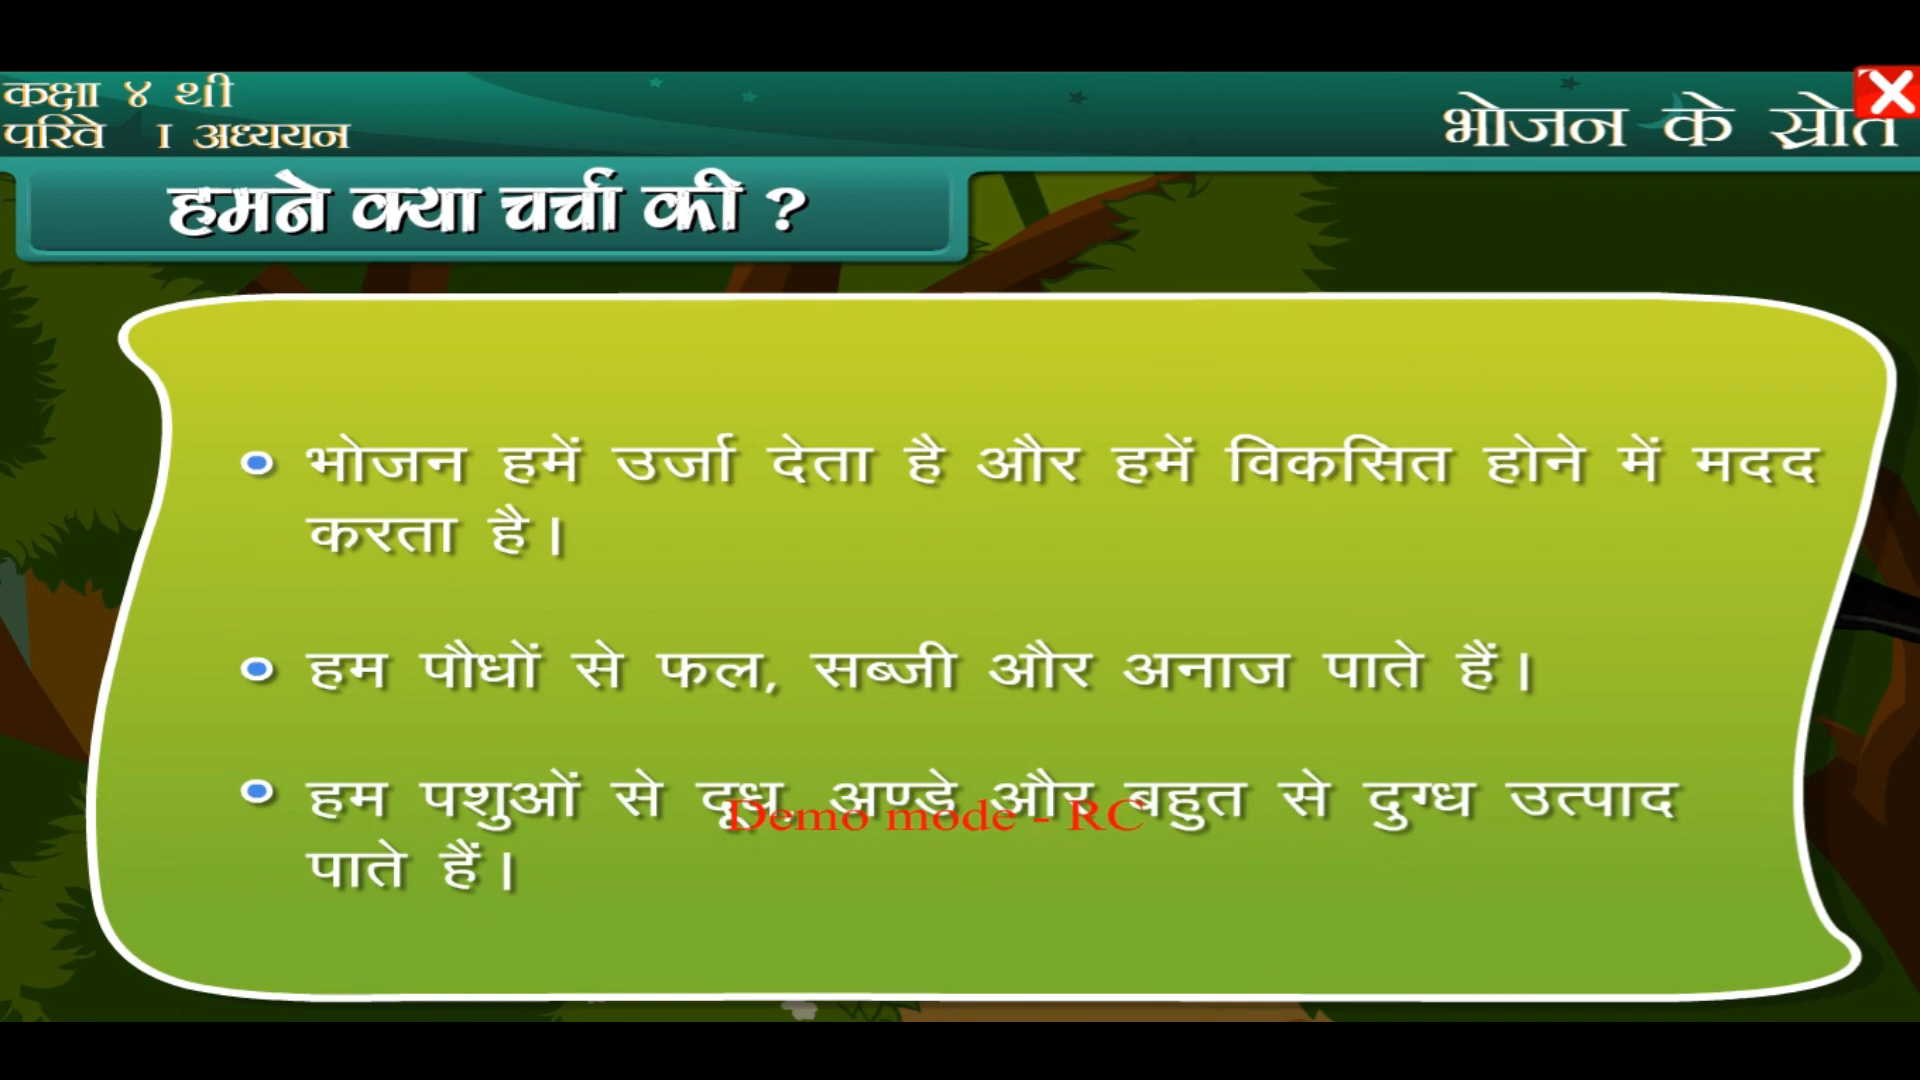 कक्षा ४ थी
परिवे ा अध्ययन
भोजन के स्रोत
हमने क्या चर्चा की ?
भोजन हमें उर्जा देता है और हमें विकसित होने में मदद
करता है।
हम पौधों से फल, सब्जी और अनाज पाते हैं।
हम पशुओं से दूध, अण्डे और बहुत से दुग्ध उत्पाद
पाते हैं।
Demo mode - RC